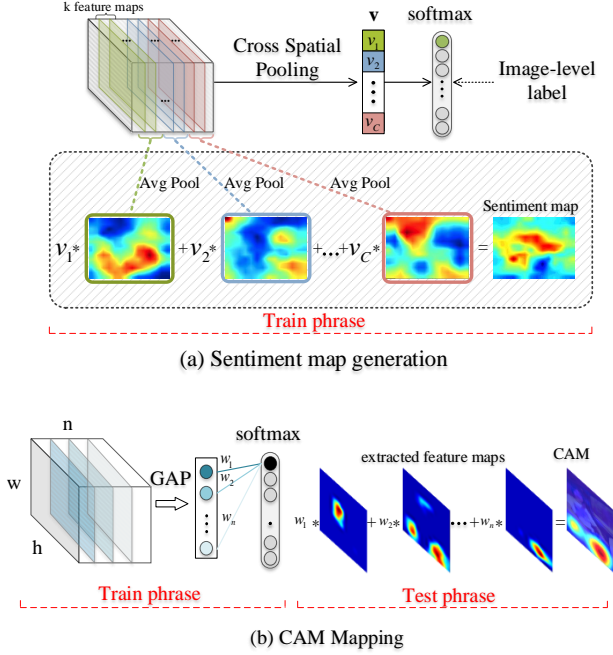 k feature maps
...
...
...
Cross Spatial
Pooling
v
v1
v2
vC
softmax
Image-level
label
Avg Pool
Avg Pool
Avg Pool
Sentiment map
v1* +v2* +...+vC* =
Train phrase
(a) Sentiment map generation
n
w
h
GAP
softmax
w1
w2
wn
extracted feature maps
CAM
w1 * +w2* ... +wn* =
Train phrase
Test phrase
(b) CAM Mapping